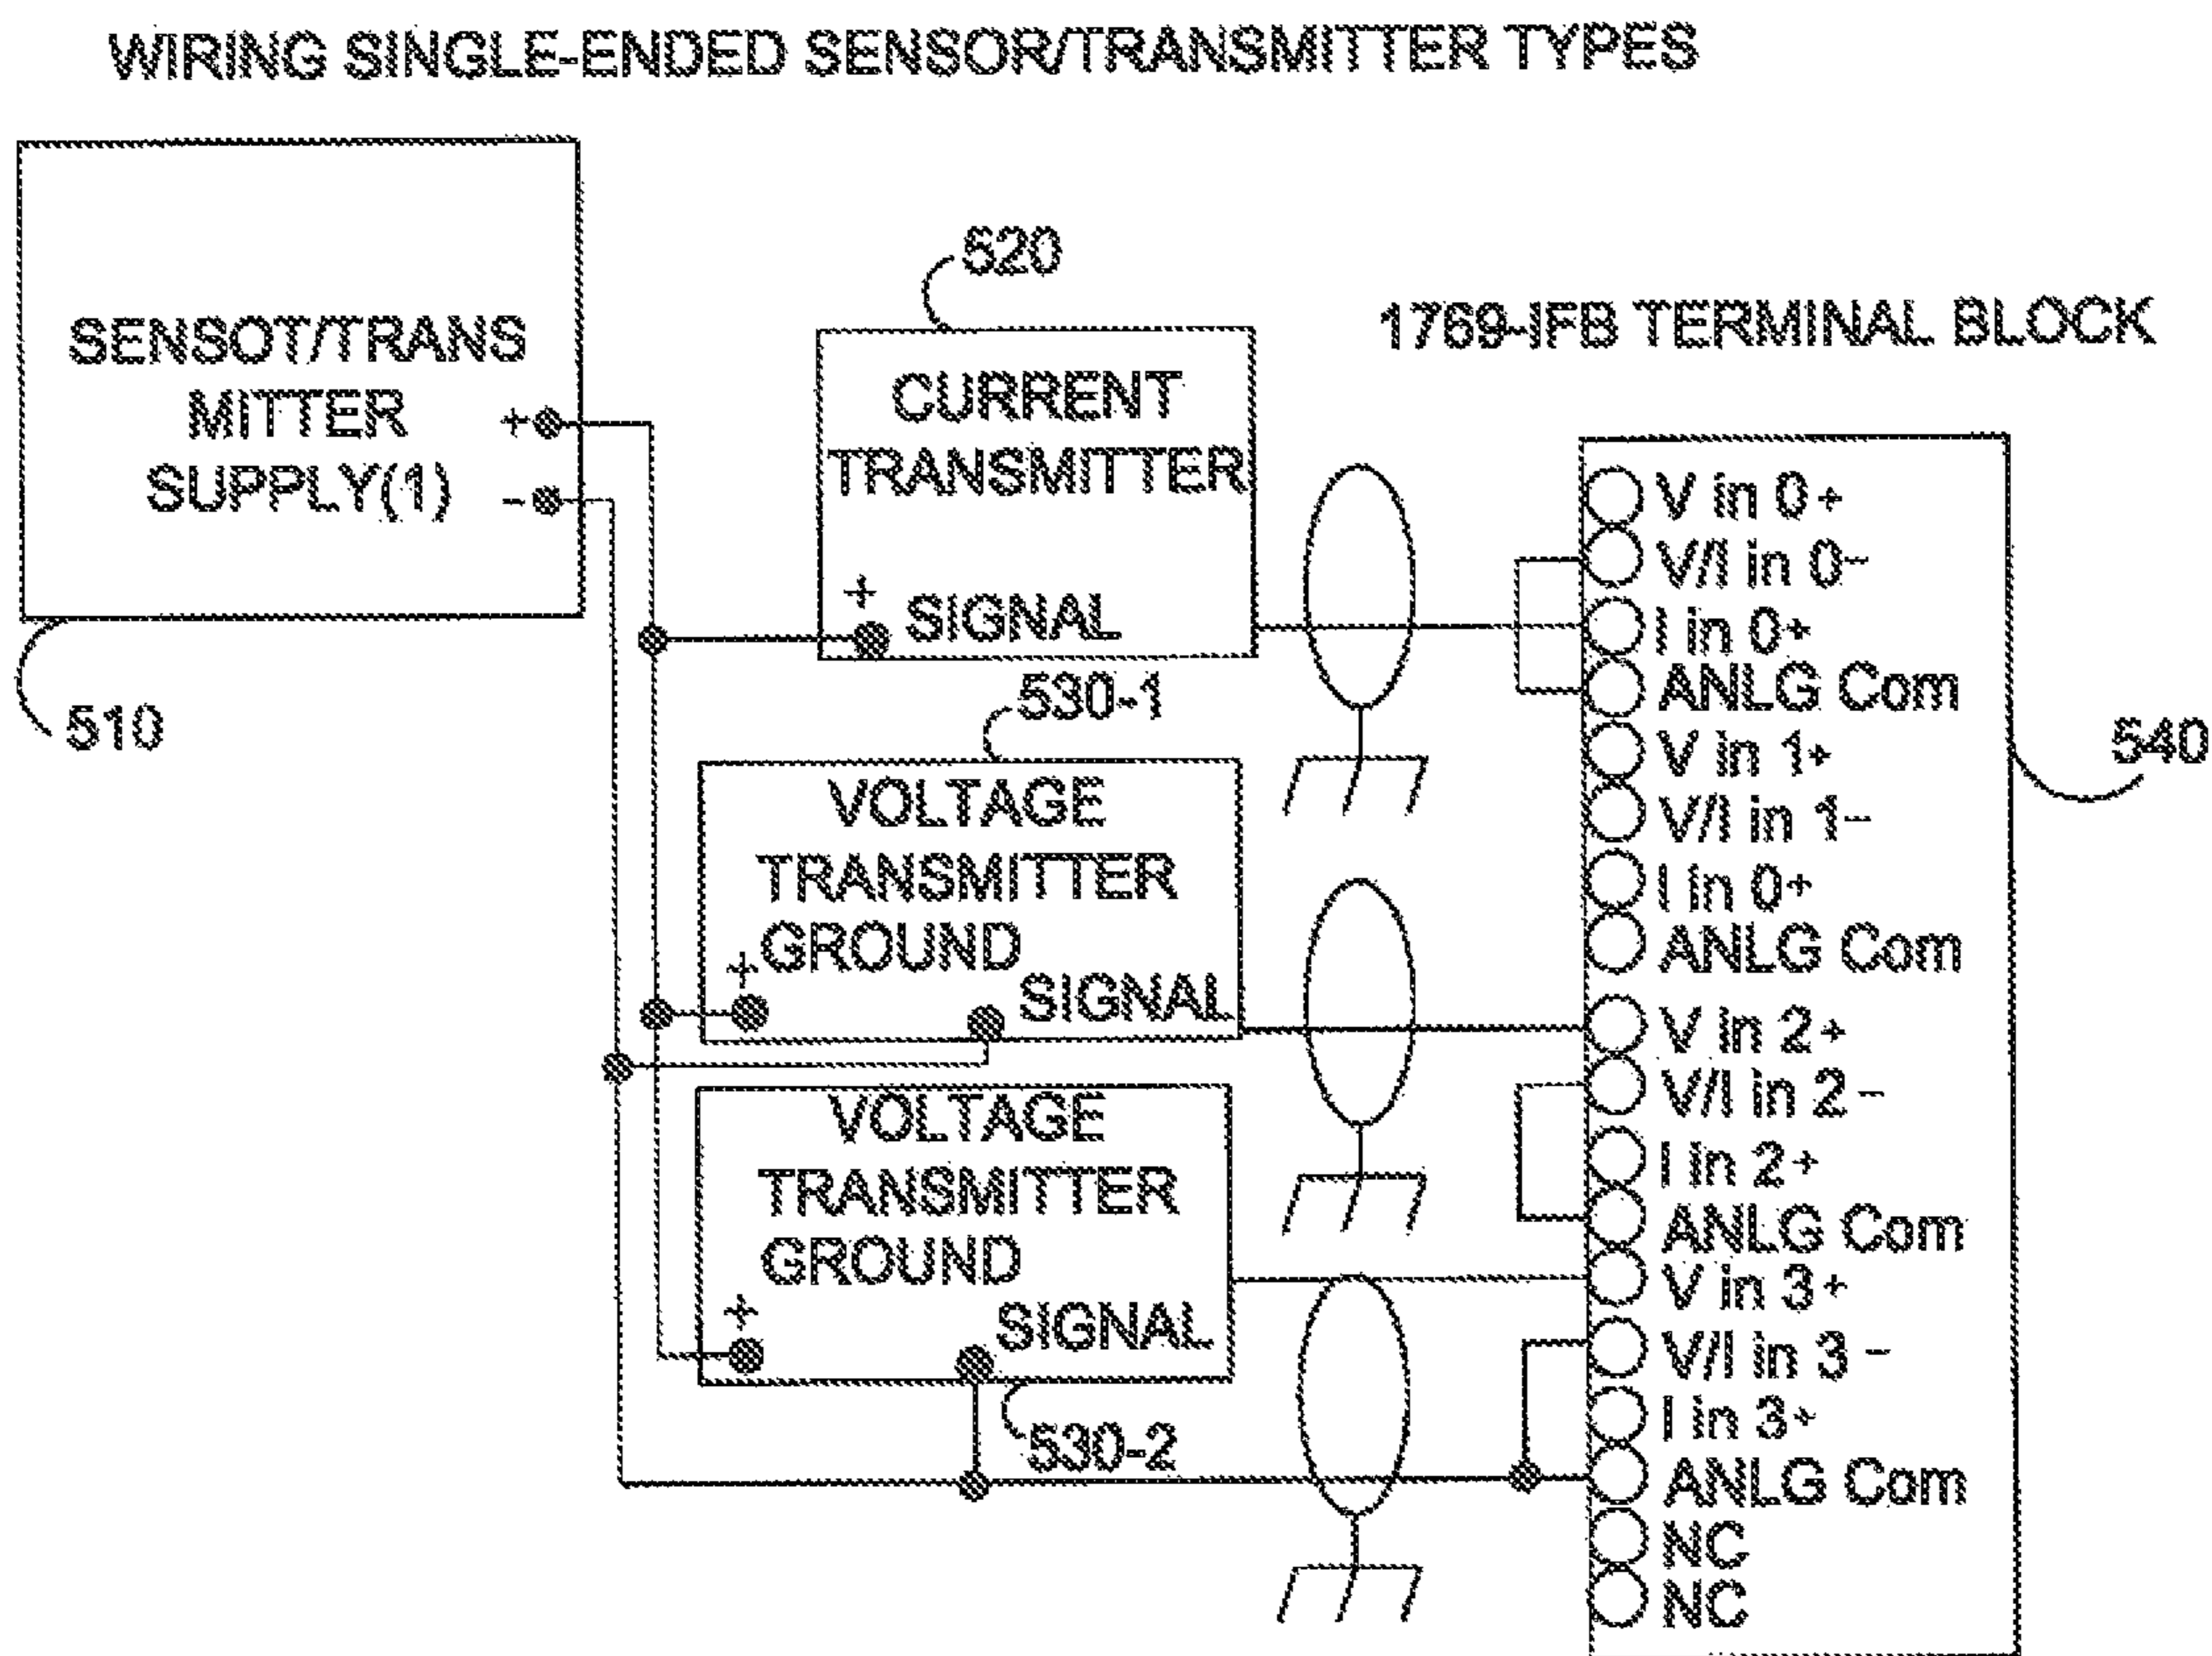 WIRING SINGLE-ENDED SENSOR/TRANSMITTER TYPES
SENSOT/TRANS
MITTER
SUPPLY(1)
+
-
510
520
CURRENT
TRANSMITTER
+
SIGNAL
530-1
VOLTAGE
TRANSMITTER
GROUND
+
SIGNAL
VOLTAGE
TRANSMITTER
GROUND
+
SIGNAL
530-2
1769-IFB TERMINAL BLOCK
V in 0+
V/I in 0-
I in 0+
ANLG Com
V in 1+
V/I in 1-
I in 0+
ANLG Com
V in 2+
V/I in 2-
I in 2+
ANLG Com
V in 3+
V/I in 3-
I in 3+
ANLG Com
NC
NC
540